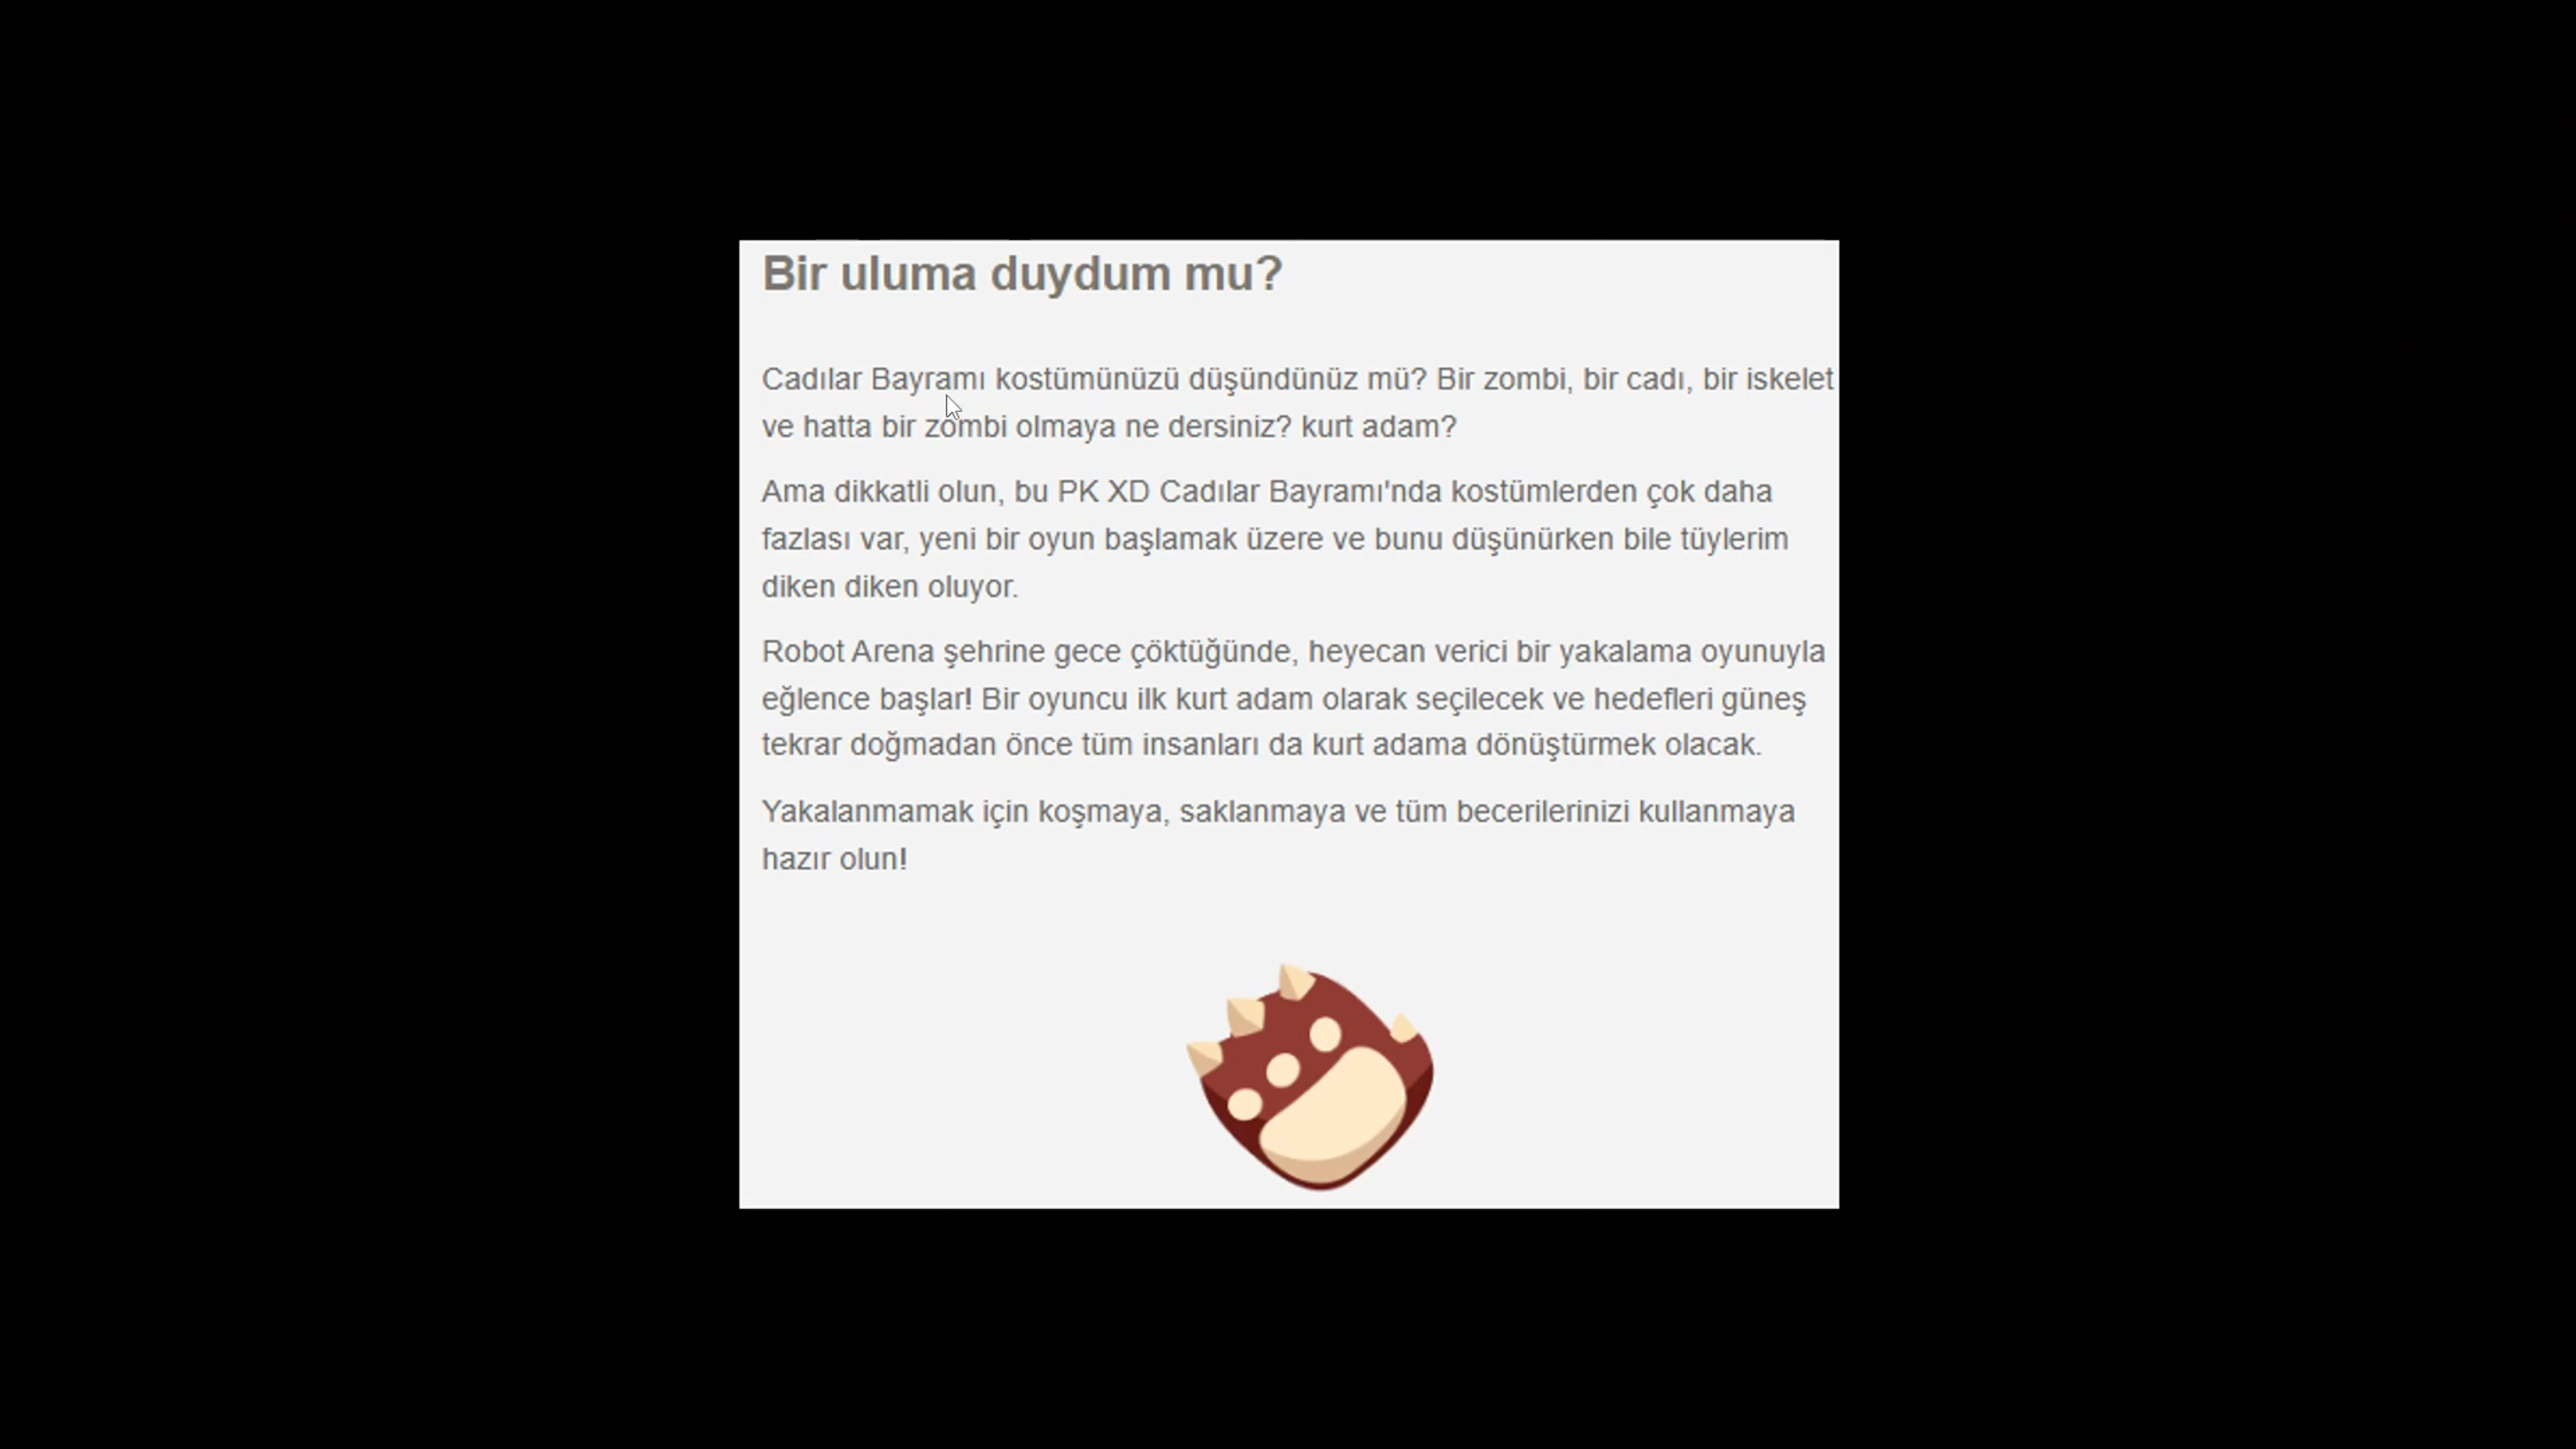 Bir uluma duydum mu?
Cadılar Bayramı kostümünüzü düşündünüz mü? Bir zombi, bir cadı, bir iskelet
ve hatta bir zombi olmaya ne dersiniz? kurt adam?
Ama dikkatli olun, bu PK XD Cadılar Bayramı'nda kostümlerden çok daha
fazlası var, yeni bir oyun başlamak üzere ve bunu düşünürken bile tüylerim
diken diken oluyor.
Robot Arena şehrine gece çöktüğünde, heyecan verici bir yakalama oyunuyla
eğlence başlar! Bir oyuncu ilk kurt adam olarak seçilecek ve hedefleri güneş
tekrar doğmadan önce tüm insanları da kurt adama dönüştürmek olacak.
Yakalanmamak için koşmaya, saklanmaya ve tüm becerilerinizi kullanmaya
hazır olun!